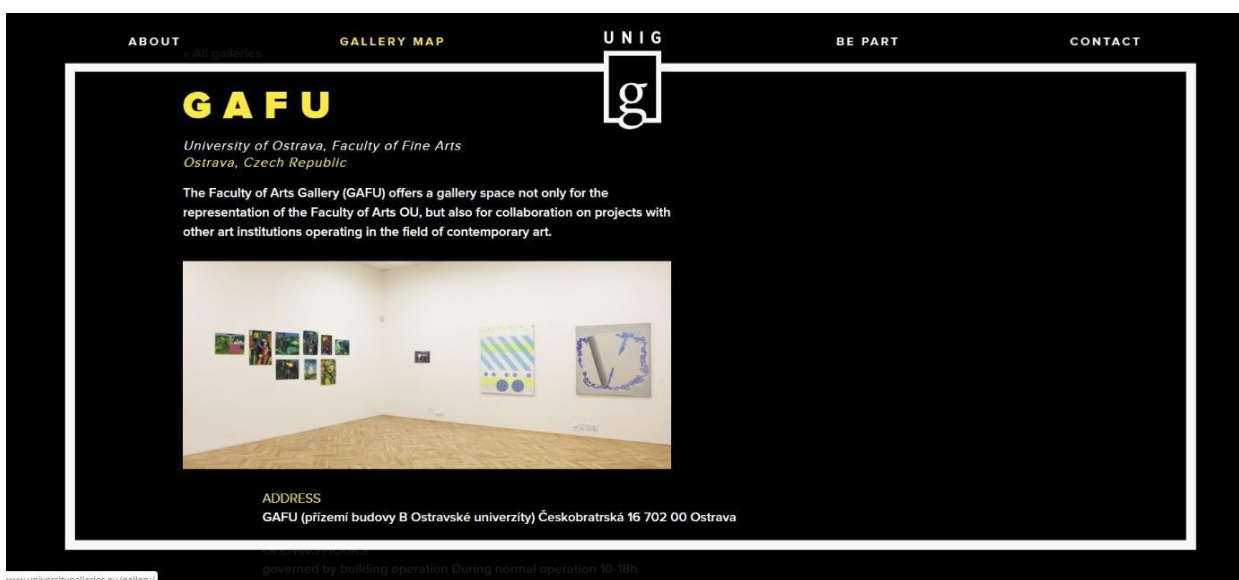 ABOUT
GALLERY MAP
UNIG
BE PART
CONTACT
« All galleries
g
GAFU
University of Ostrava, Faculty of Fine Arts
Ostrava, Czech Republic
The Faculty of Arts Gallery (GAFU) offers a gallery space not only for the
representation of the Faculty of Arts OU, but also for collaboration on projects with
other art institutions operating in the field of contemporary art.
ADDRESS
GAFU (přízemí budovy B Ostravské univerzity) Českobratrská 16 702 00 Ostrava
OPENING HOURS
governed by building operation During normal operation 10-18h
www.universitygalleries.eu/gallery/